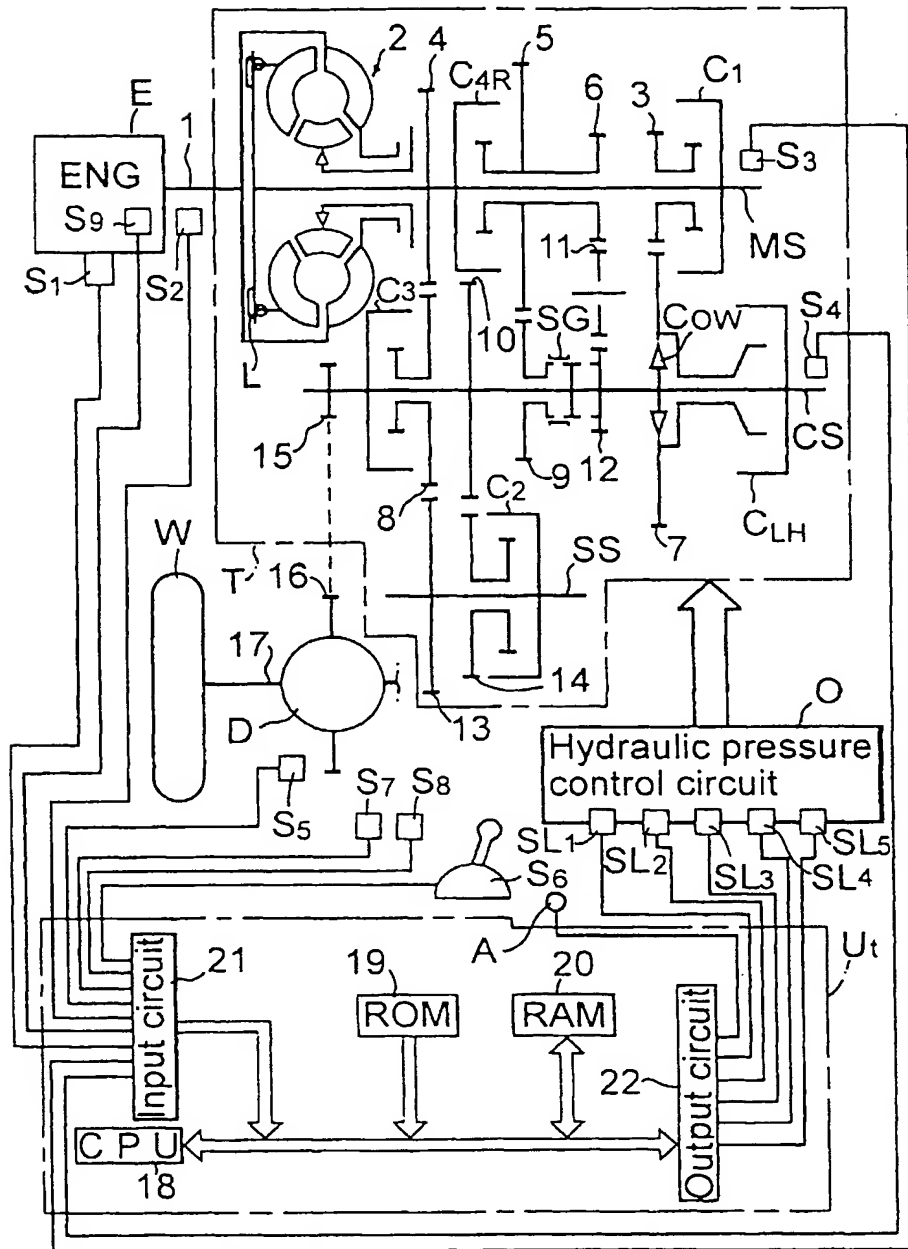 2
4
5
C4R
6
3
C1
E
1
ENG
S9
S1
S2
S3
MS
11
C3
10
SG
COW
S4
L
15
9
12
CS
8
C2
7
CLH
W
T
16
SS
17
D
13
14
O
Hydraulic pressure
control circuit
S5
S7
S8
S6
SL1
SL2
SL3
SL4
SL5
A
Ut
Input circuit
21
19
ROM
20
RAM
22
Output circuit
CPU
18